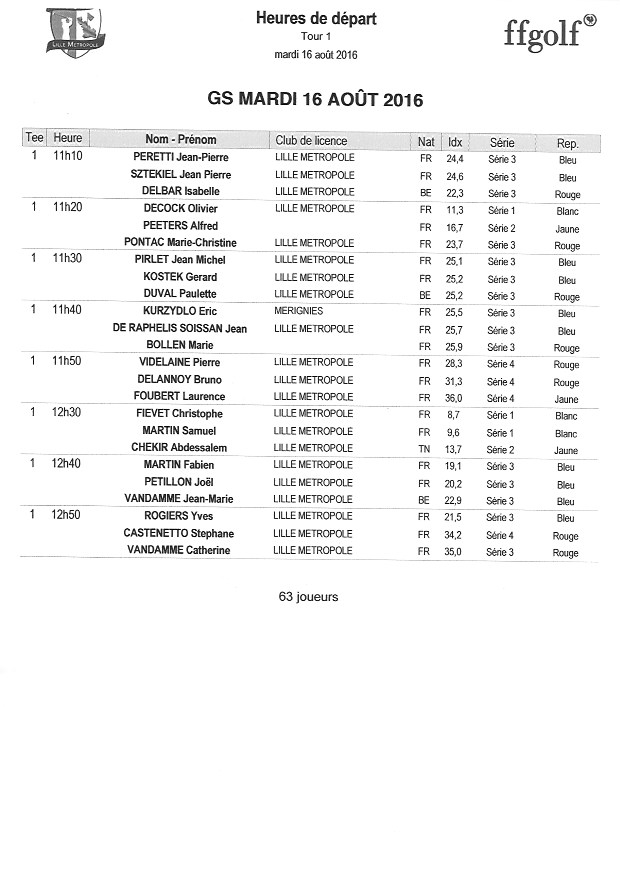 LILLE METROPOLE
Heures de départ
Tour 1
mardi 16 août 2016
ffgolf
GS MARDI 16 AOÛT 2016
Tee Heure Nom - Prénom Club de licence Nat Idx Série Rep.
1 11h10 PERETTI Jean-Pierre LILLE METROPOLE FR 24,4 Série 3 Bleu
SZTEKIEL Jean Pierre LILLE METROPOLE FR 24,6 Série 3 Bleu
DELBAR Isabelle LILLE METROPOLE BE 22,3 Série 3 Rouge
1 11h20 DECOCK Olivier LILLE METROPOLE FR 11,3 Série 1 Blanc
PEETERS Alfred FR 16,7 Série 2 Jaune
PONTAC Marie-Christine LILLE METROPOLE FR 23,7 Série 3 Rouge
1 11h30 PIRLET Jean Michel LILLE METROPOLE FR 25,1 Série 3 Bleu
KOSTEK Gerard LILLE METROPOLE FR 25,2 Série 3 Bleu
DUVAL Paulette LILLE METROPOLE BE 25,2 Série 3 Rouge
1 11h40 KURZYDLO Eric MERIGNIES FR 25,5 Série 3 Bleu
DE RAPHELIS SOISSAN Jean LILLE METROPOLE FR 25,7 Série 3 Bleu
BOLLEN Marie FR 25,9 Série 3 Rouge
1 11h50 VIDELAINE Pierre LILLE METROPOLE FR 28,3 Série 4 Rouge
DELANNOY Bruno LILLE METROPOLE FR 31,3 Série 4 Rouge
FOUBERT Laurence LILLE METROPOLE FR 36,0 Série 4 Jaune
1 12h30 FIEVET Christophe LILLE METROPOLE FR 8,7 Série 1 Blanc
MARTIN Samuel LILLE METROPOLE FR 9,6 Série 1 Blanc
CHEKIR Abdessalem LILLE METROPOLE TN 13,7 Série 2 Jaune
1 12h40 MARTIN Fabien LILLE METROPOLE FR 19,1 Série 3 Bleu
PETILLON Joël LILLE METROPOLE FR 20,2 Série 3 Bleu
VANDAMME Jean-Marie LILLE METROPOLE BE 22,9 Série 3 Bleu
1 12h50 ROGIERS Yves LILLE METROPOLE FR 21,5 Série 3 Bleu
CASTENETTO Stephane LILLE METROPOLE FR 34,2 Série 4 Rouge
VANDAMME Catherine LILLE METROPOLE FR 35,0 Série 3 Rouge
63 joueurs